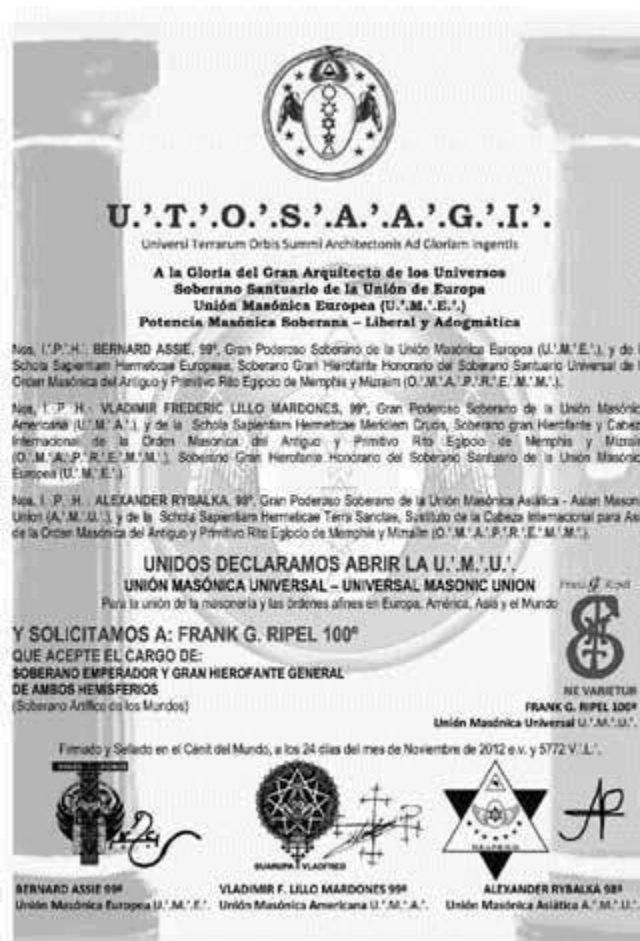 U.'.T.'.O.'.S.'.A.'.A.'.G.'.I.'.
Universi Terrarum Orbis Summi Architectonis Ad Gloriam Ingentis
A la Gloria del Gran Arquitecto de los Universos
Soberano Santuario de la Unión de Europa
Unión Masónica Europea (U.'.M.'.E.'.)
Potencia Masónica Soberana – Liberal y Adogmática
Nos, I.'.P.'.H.'. BERNARD ASSIE, 99º, Gran Poderoso Soberano de la Unión Masónica Europea (U.'.M.'.E.'.), y de l
Schola Sapientiam Hermeticae Europeae, Soberano Gran Hierofante Honorario del Soberano Santuario Universal de l
Orden Masónica del Antiguo y Primitivo Rito Egipcio de Memphis y Mizraim (O.'.M.'.A.'.P.'.R.'.E.'.M.'.M.'.).
Nos, I.'.P.'.H.'. VLADIMIR FREDERIC LILLO MARDONES, 99º, Gran Poderoso Soberano de la Unión Masónic
Americana (U.'.M.'.A.'.), y de la Schola Sapientiam Hermeticae Meridiem Crucis, Soberano gran Hierofante y Cabez
Internacional de la Orden Masonica del Antiguo y Primitivo Rito Egipcio de Memphis y Mizraim
(O.'.M.'.A.'.P.'.R.'.E.'.M.'.M.'.), Soberano Gran Hierofante Honorario del Soberano Santuario de la Union Masónic
Europea (U.'.M.'.E.'.)
Nos, I.'.P.'.H.'. ALEXANDER RYBALKA, 98º, Gran Poderoso Soberano de la Unión Masónica Asiática - Asian Mason
Union (A.'.M.'.U.'.), y de la Schola Sapientiam Hermeticae Terra Sanctae, Sustituto de la Cabeza Internacional para Asi
de la Orden Masónica del Antiguo y Primitivo Rito Egipcio de Memphis y Mizraim (O.'.M.'.A.'.P.'.R.'.E.'.M.'.M.'.).
UNIDOS DECLARAMOS ABRIR LA U.'.M.'.U.'.
UNIÓN MASÓNICA UNIVERSAL – UNIVERSAL MASONIC UNION
Para la unión de la masonería y las órdenes afines en Europa, América, Asia y el Mundo
Frank G. Ripel
Y SOLICITAMOS A: FRANK G. RIPEL 100º
QUE ACEPTE EL CARGO DE:
SOBERANO EMPERADOR Y GRAN HIEROFANTE GENERAL
DE AMBOS HEMISFERIOS
(Soberano Artífice de los Mundos)
NE VARIETUR
FRANK G. RIPEL 100º
Unión Masónica Universal U.'.M.'.U.'.
Firmado y Sellado en el Cénit del Mundo, a los 24 días del mes de Noviembre de 2012 e.v. y 5772 V.'.L.'.
BERNARD ASSIE 99º
Unión Masónica Europea U.'.M.'.E.'.
VLADIMIR F. LILLO MARDONES 99º
Unión Masónica Americana U.'.M.'.A.'.
ALEXANDER RYBALKA 98º
Unión Masónica Asiática A.'.M.'.U.'.